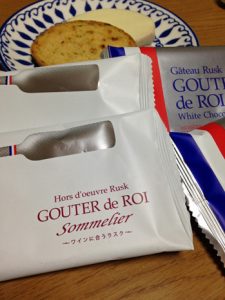 Gâteau Rusk
GOUTER
de ROI
White Choco
Hors d'oeuvre Rusk
GOUTER de ROI
Sommelier
～ワインに合うラスク～